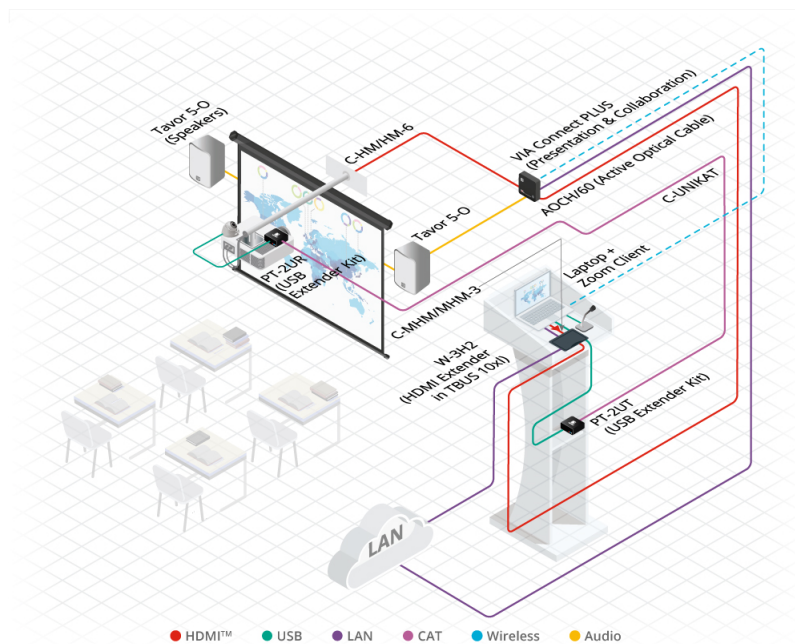 Tavor 5-O
(Speakers)
C-HM/HM-6
VIA Connect PLUS
(Presentation & Collaboration)
AOCH/60 (Active Optical Cable)
C-UNIKAT
Tavor 5-O
PT-2UR
(USB
Extender Kit)
C-MHM/MHM-3
Laptop +
Zoom Client
W-3H2
(HDMI Extender
in TBUS 10xl)
PT-2UT
(USB Extender Kit)
LAN
HDMI™ USB LAN CAT Wireless Audio